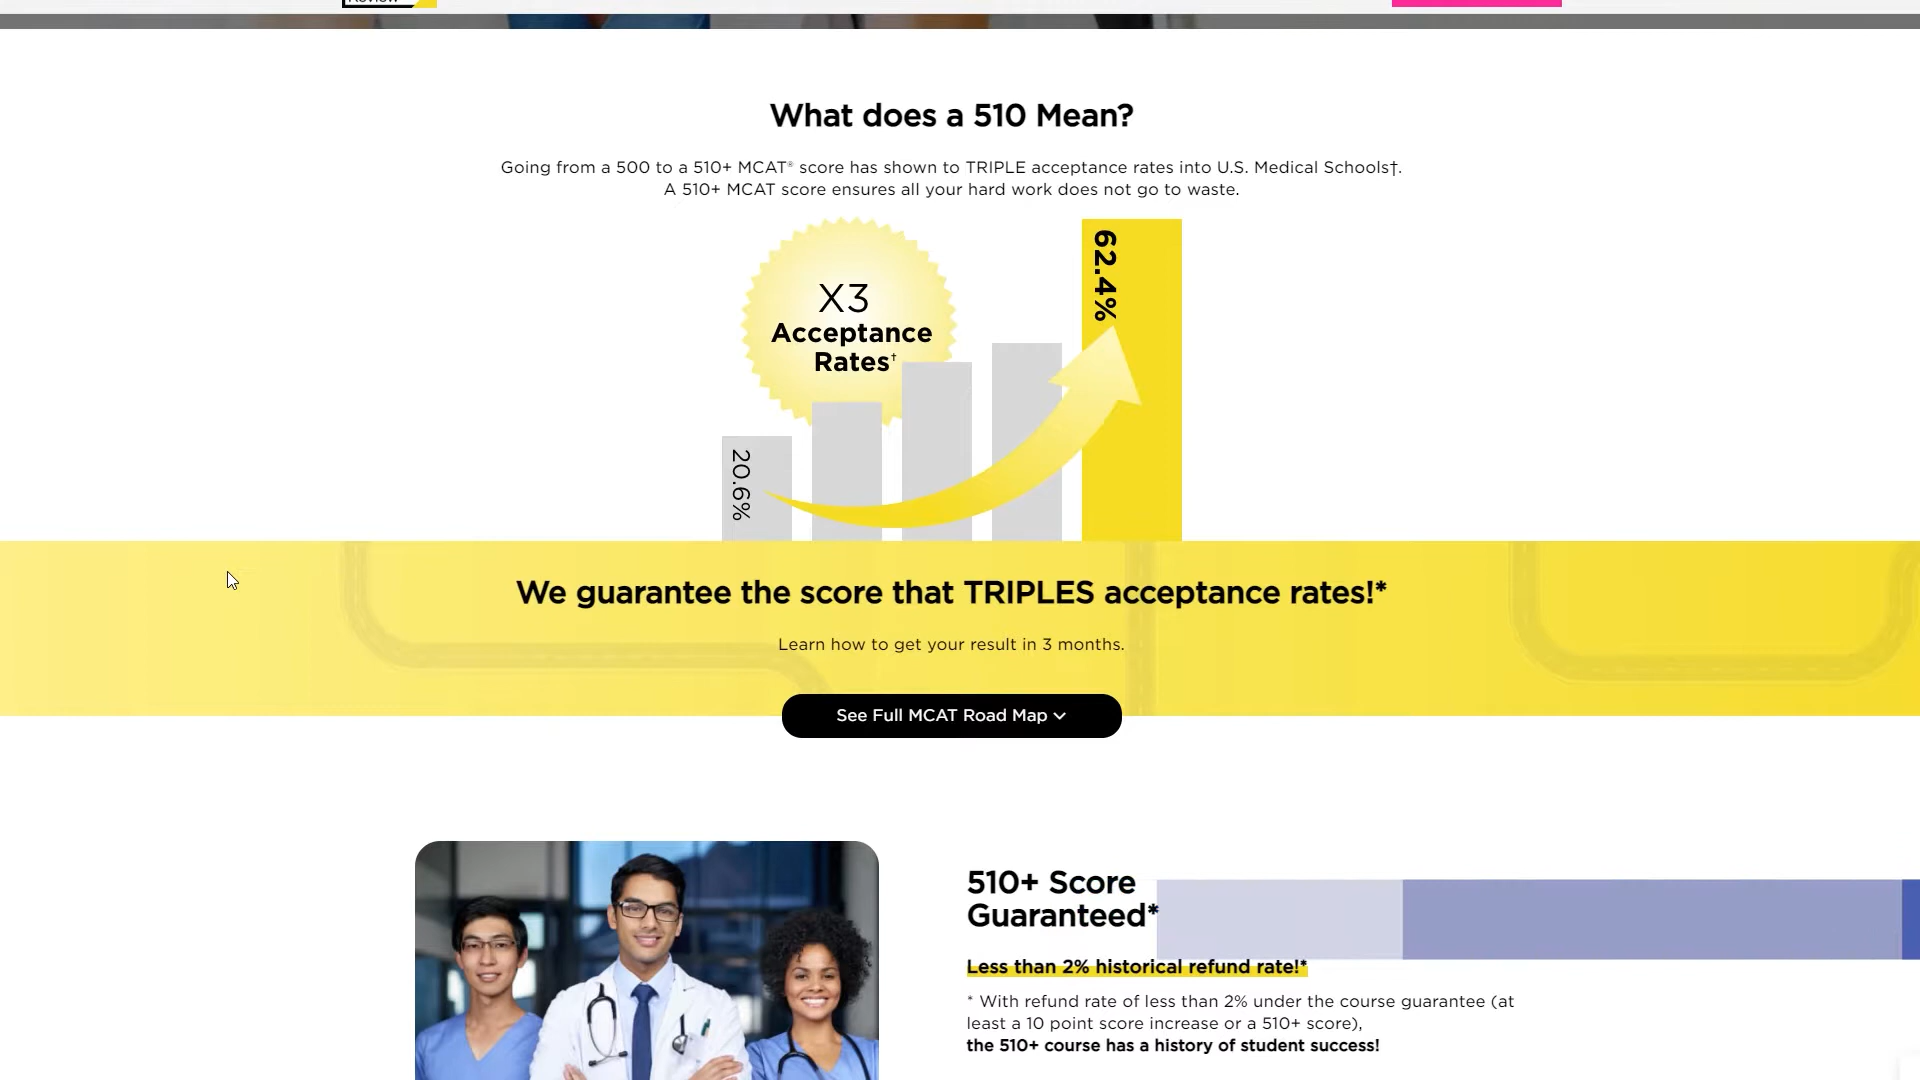 What does a 510 Mean?
Going from a 500 to a 510+ MCAT® score has shown to TRIPLE acceptance rates into U.S. Medical Schools†.
A 510+ MCAT score ensures all your hard work does not go to waste.
X3
Acceptance
Rates†
20.6%
62.4%
We guarantee the score that TRIPLES acceptance rates!*
Learn how to get your result in 3 months.
See Full MCAT Road Map
510+ Score
Guaranteed*
Less than 2% historical refund rate!*
* With refund rate of less than 2% under the course guarantee (at
least a 10 point score increase or a 510+ score),
the 510+ course has a history of student success!